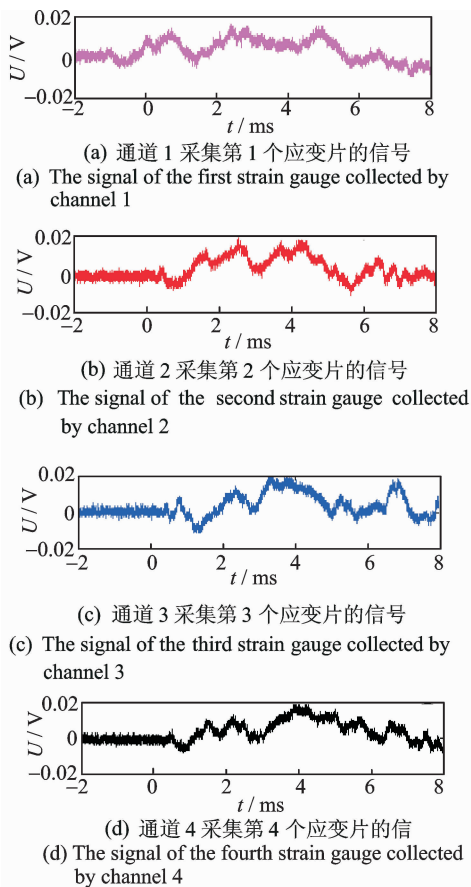 0.02
0
−0.02
U / V
−2 0 2 4 6 8
t / ms
(a) 通道 1 采集第 1 个应变片的信号
(a) The signal of the first strain gauge collected by
channel 1
0.02
0
−0.02
U / V
−2 0 2 4 6 8
t / ms
(b) 通道 2 采集第 2 个应变片的信号
(b) The signal of the second strain gauge collected
by channel 2
0.02
0
−0.02
U / V
−2 0 2 4 6 8
t / ms
(c) 通道 3 采集第 3 个应变片的信号
(c) The signal of the third strain gauge collected by
channel 3
0.02
0
−0.02
U / V
−2 0 2 4 6 8
t / ms
(d) 通道 4 采集第 4 个应变片的信
(d) The signal of the fourth strain gauge collected
by channel 4